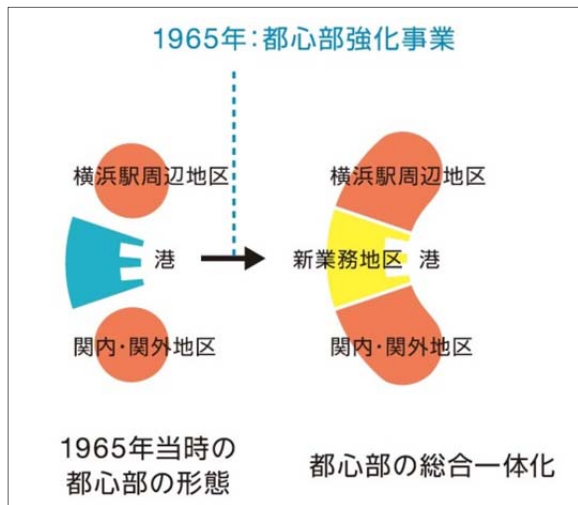 1965年：都心部強化事業
横浜駅周辺地区
港
関内・関外地区
1965年当時の
都心部の形態
横浜駅周辺地区
新業務地区
港
関内・関外地区
都心部の総合一体化